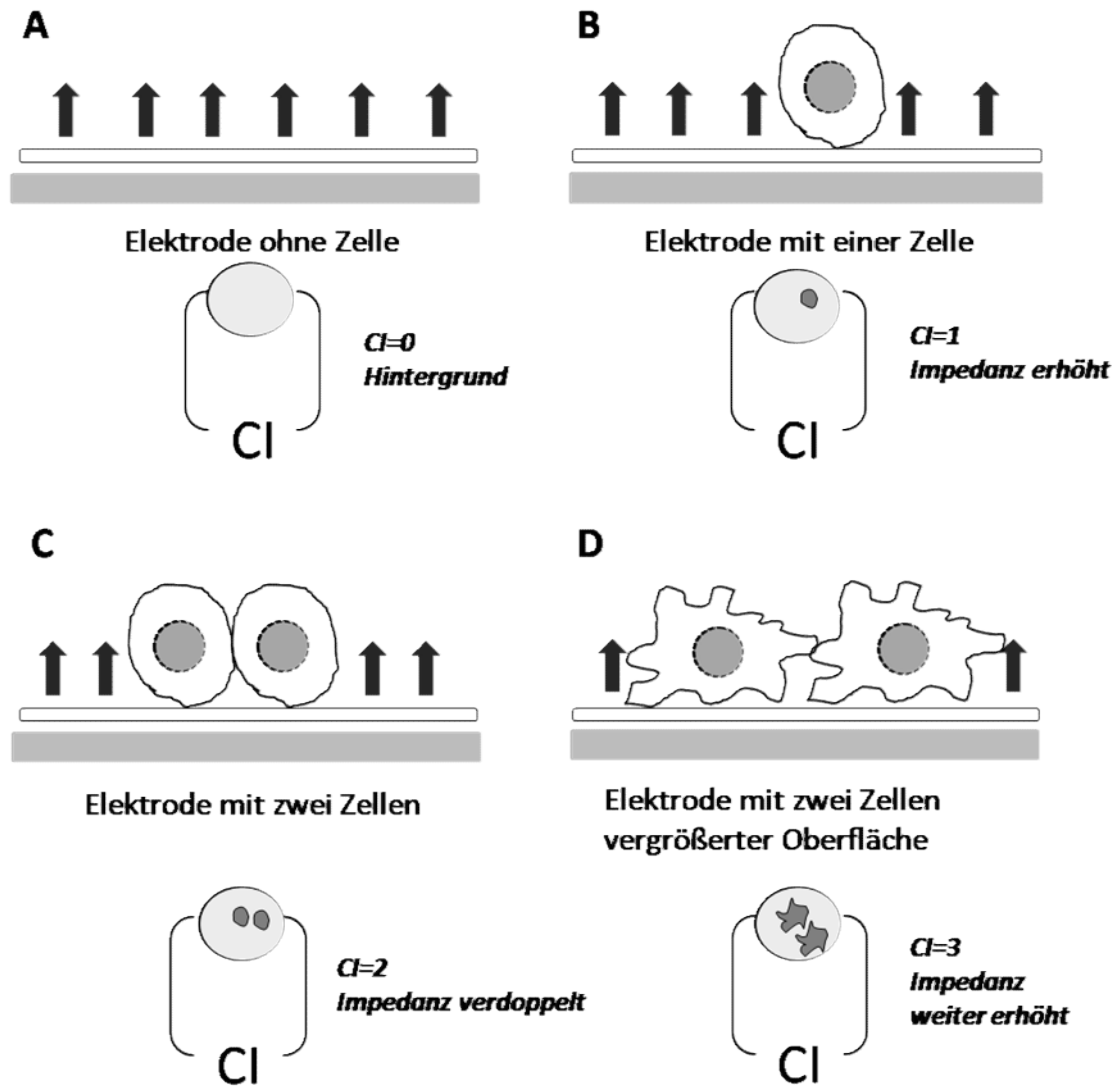 A
Elektrode ohne Zelle
CI=0
Hintergrund
CI
B
Elektrode mit einer Zelle
CI=1
Impedanz erhöht
CI
C
Elektrode mit zwei Zellen
CI=2
Impedanz verdoppelt
CI
D
Elektrode mit zwei Zellen
vergrößerter Oberfläche
CI=3
Impedanz
weiter erhöht
CI